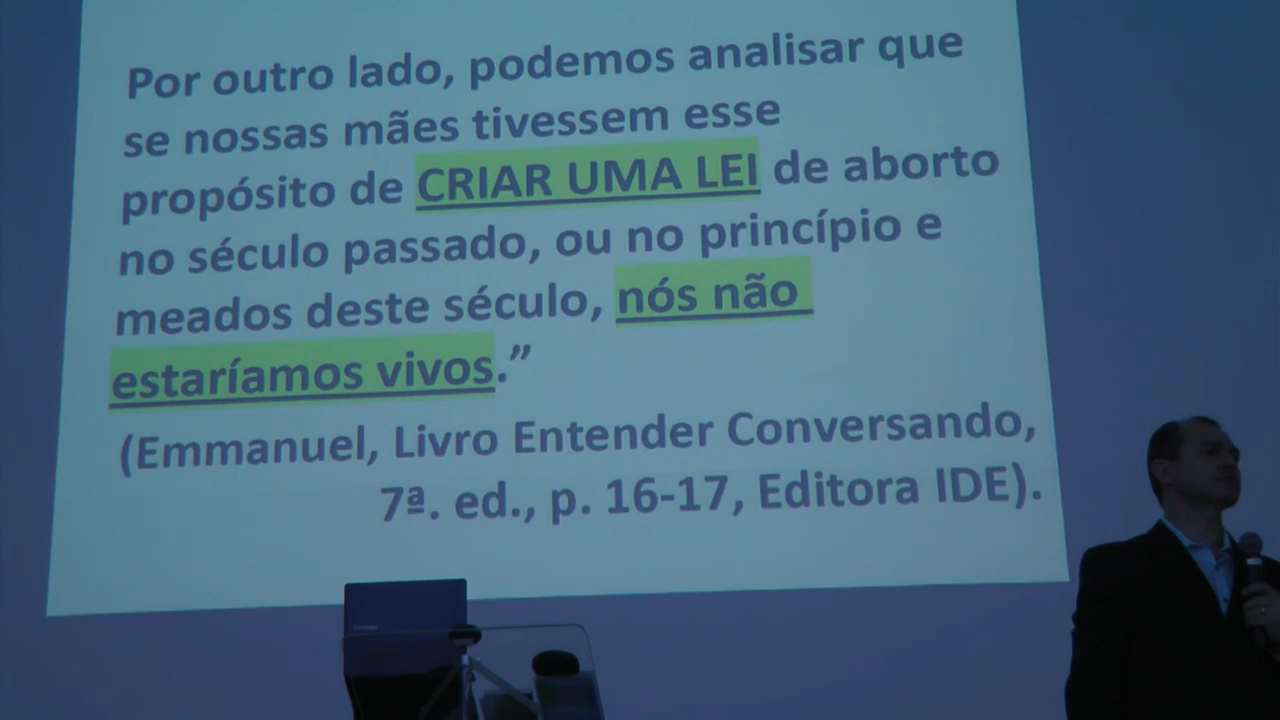 Por outro lado, podemos analisar que
se nossas mães tivessem esse
propósito de CRIAR UMA LEI de aborto
no século passado, ou no princípio e
meados deste século, nós não
estaríamos vivos.”
(Emmanuel, Livro Entender Conversando,
7ª. ed., p. 16-17, Editora IDE).